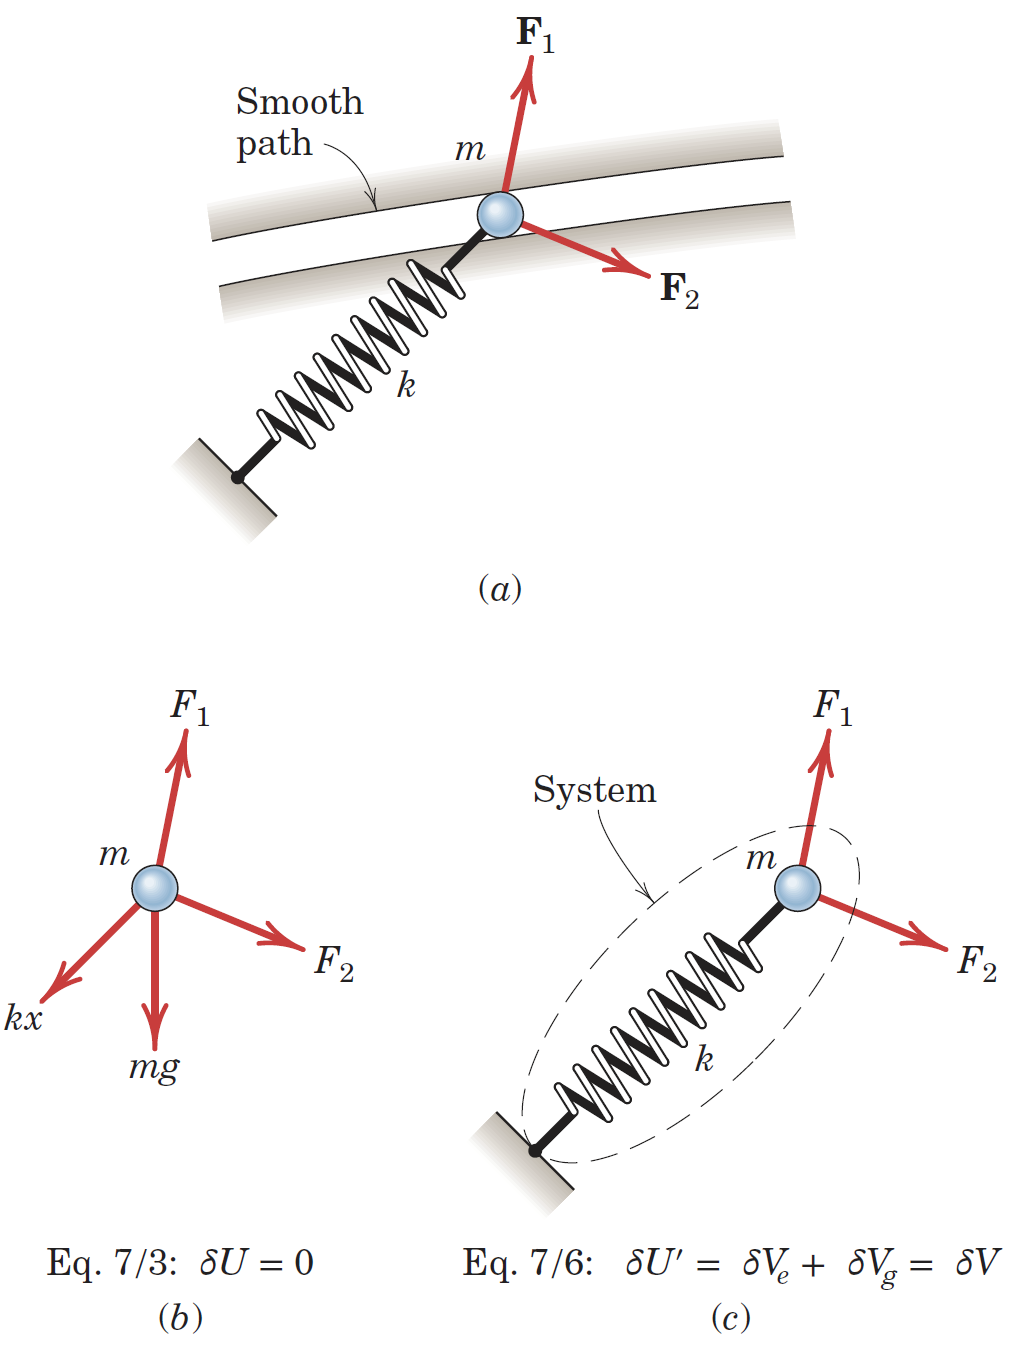 F₁
Smooth
path
m
F₂
k
(a)
F₁
m
F₂
kx
mg
F₁
System
m
F₂
k
Eq. 7/3: δU = 0
(b)
Eq. 7/6: δU′ = δVₑ + δV_g = δV
(c)